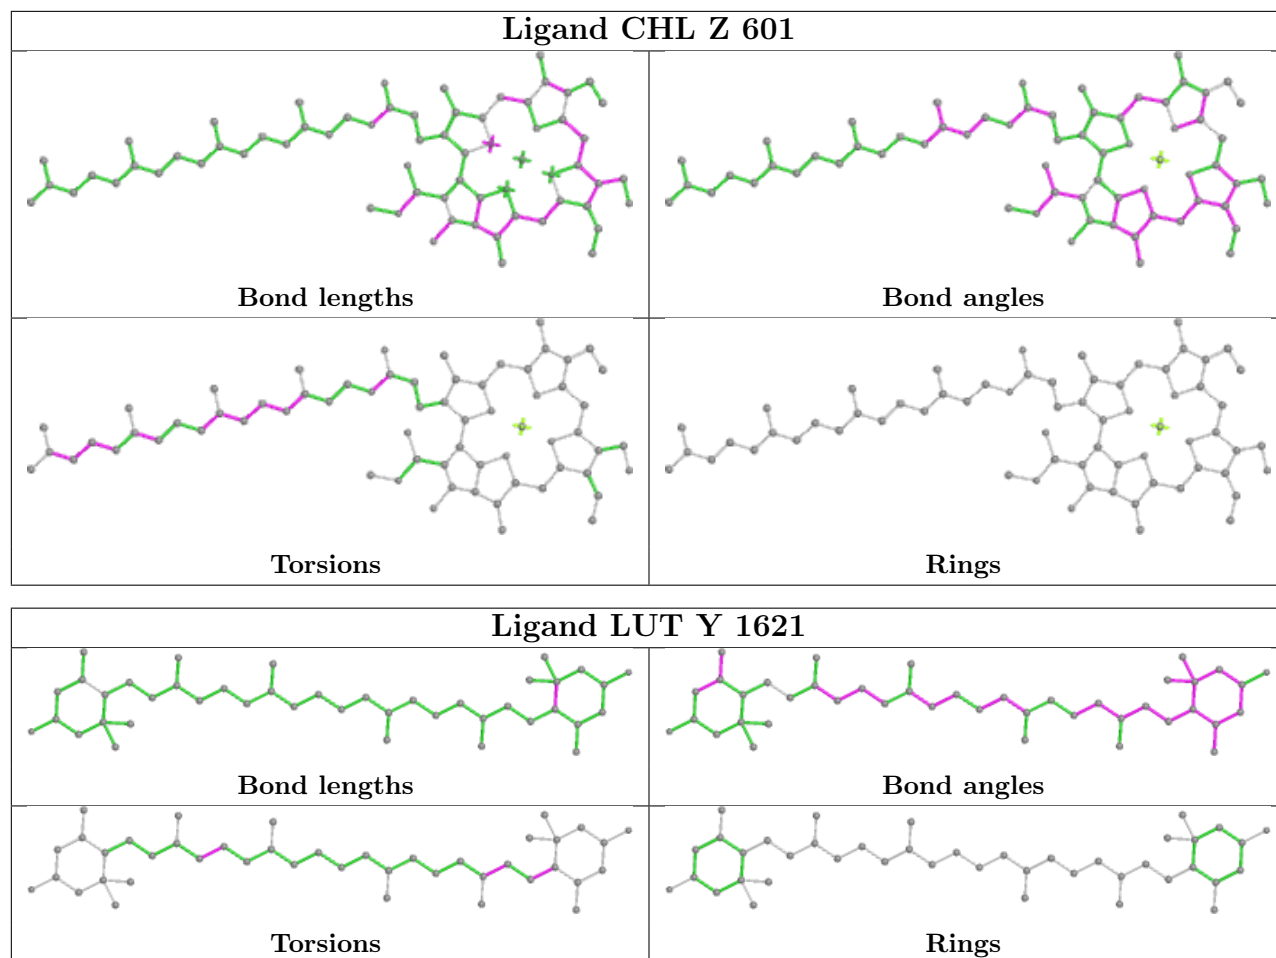 Ligand CHL Z 601
Bond lengths
Bond angles
Torsions
Rings
Ligand LUT Y 1621
Bond lengths
Bond angles
Torsions
Rings